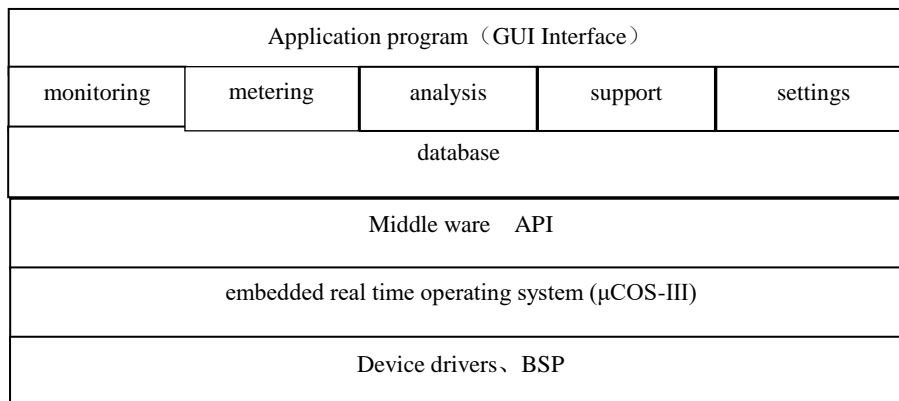 Application program（GUI Interface）
monitoring metering analysis support settings
database
Middle ware API
embedded real time operating system (μCOS-III)
Device drivers、BSP